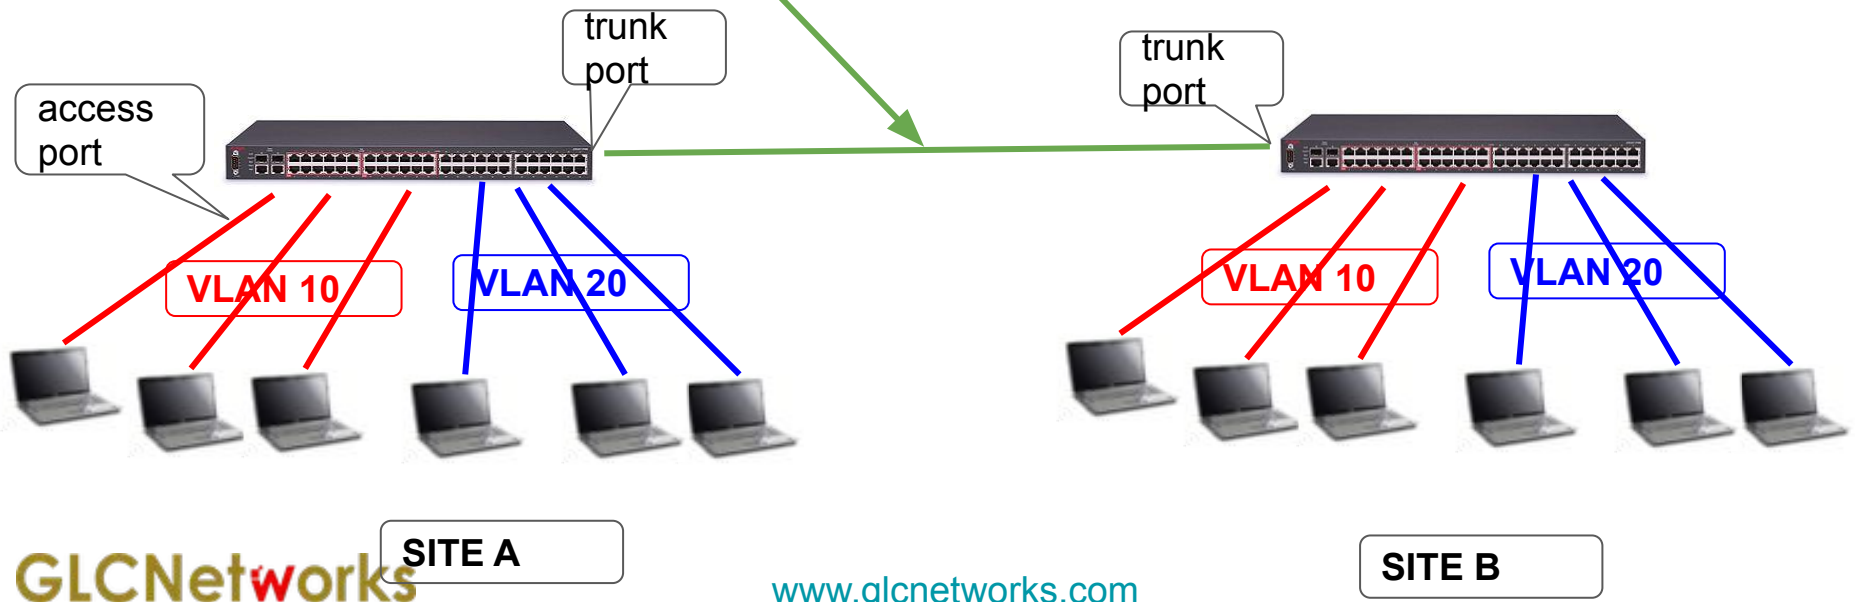 trunk
port
trunk
port
access
port
VLAN 10
VLAN 20
VLAN 10
VLAN 20
SITE A
SITE B
GLCNetworks
www.glcnetworks.com